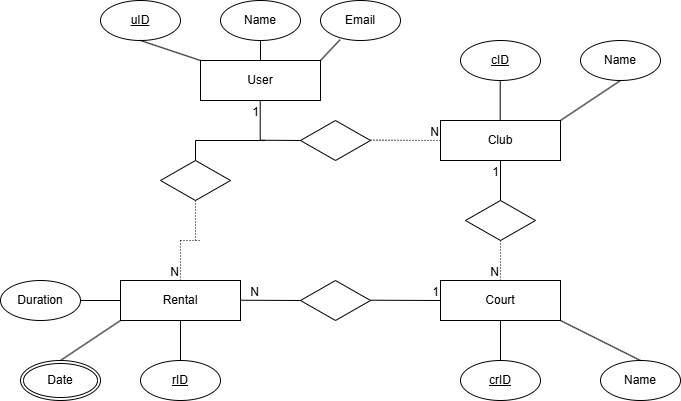 uID
Name
Email
User
1
cID
Name
N
Club
1
N
N
Duration
Rental
N
1
Court
Date
rID
crID
Name